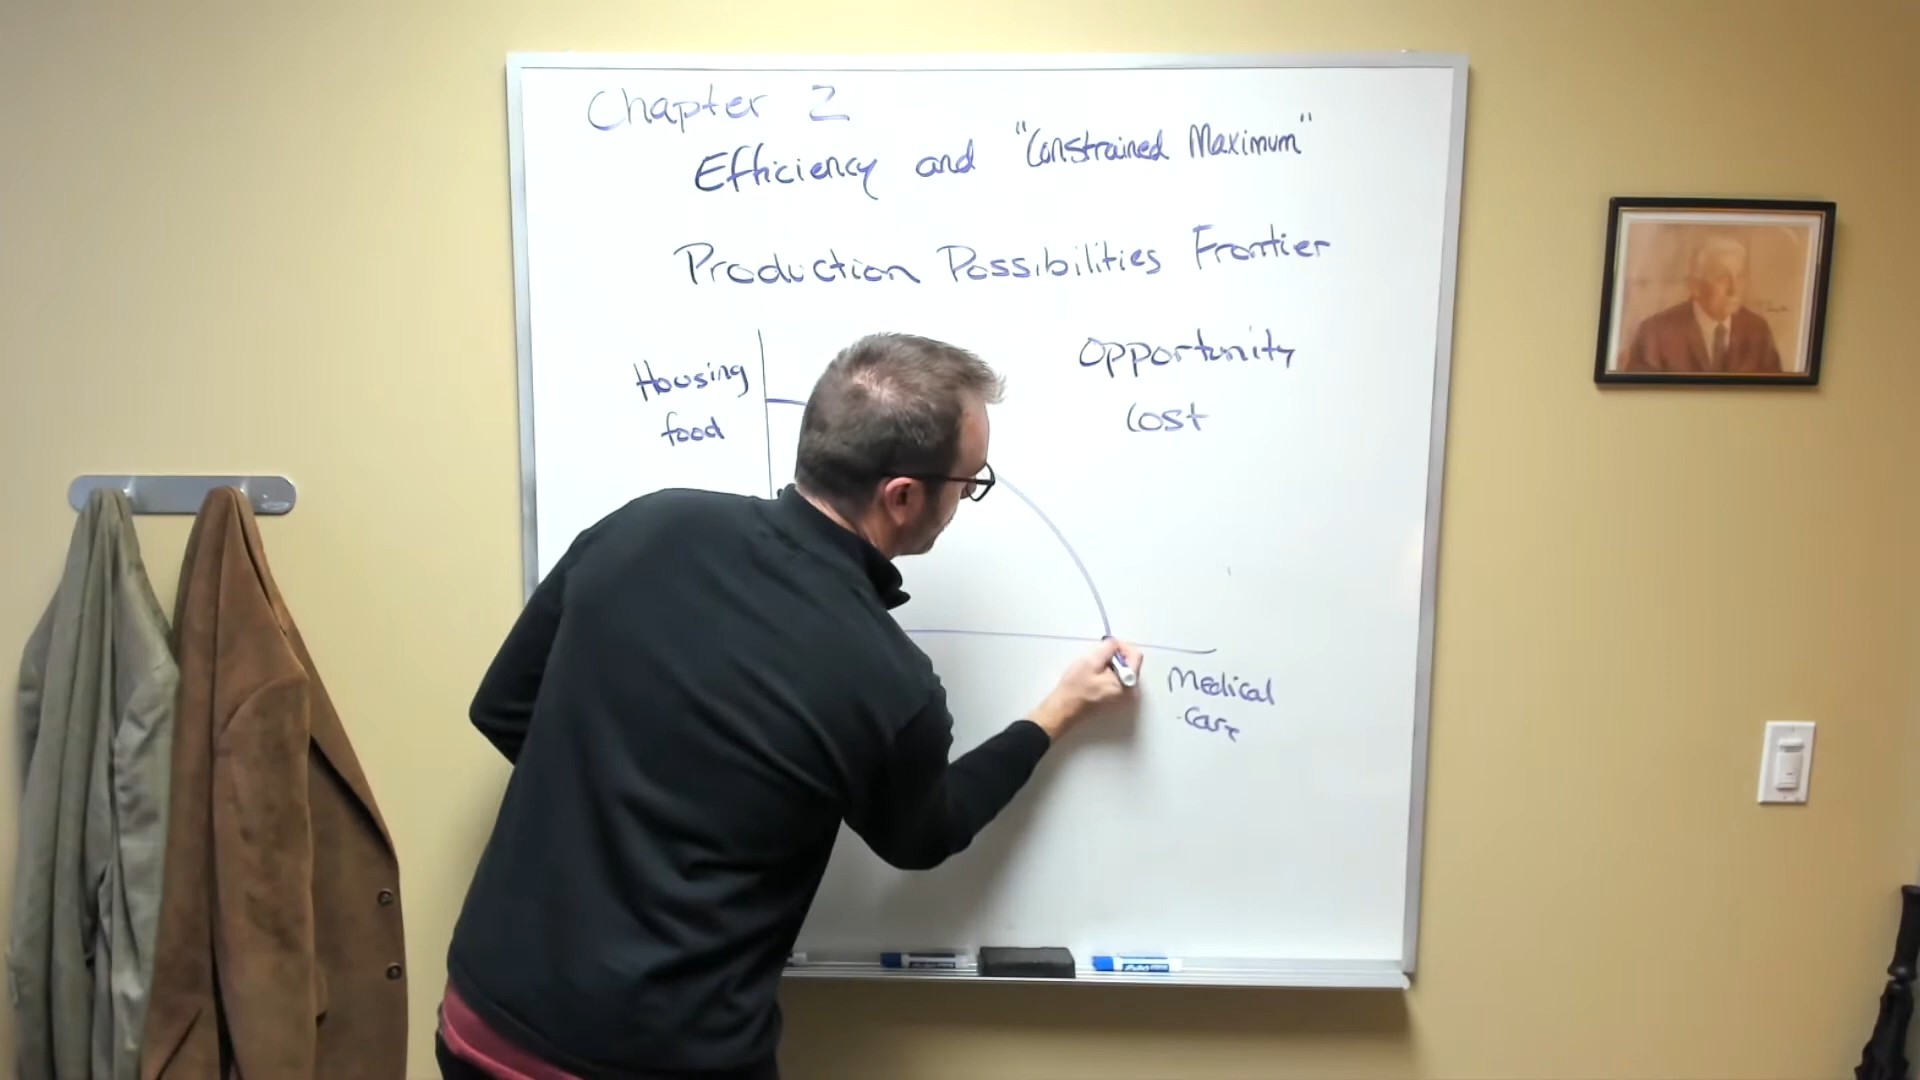 Chapter 2
Efficiency and "Constrained Maximum"
Production Possibilities Frontier
Housing
food
Opportunity
Cost
Medical
care